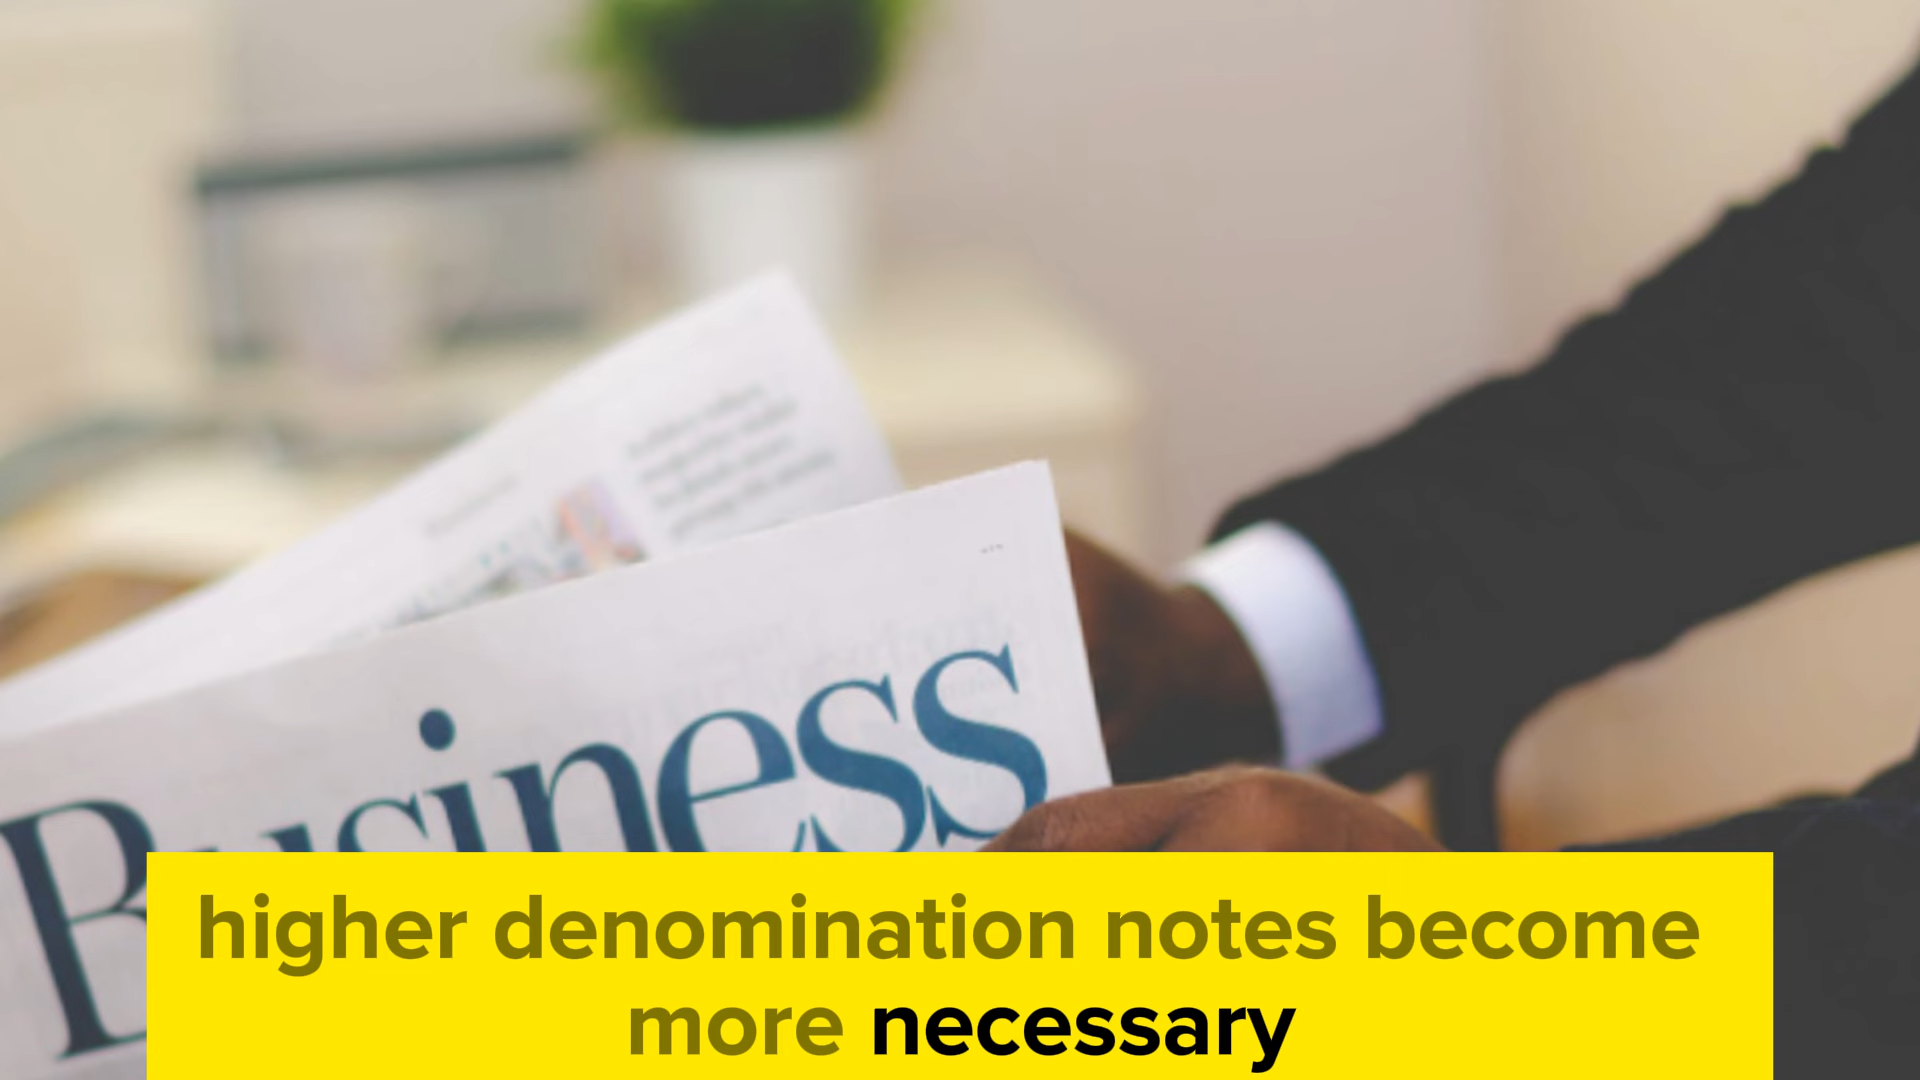 Business
higher denomination notes become
more necessary